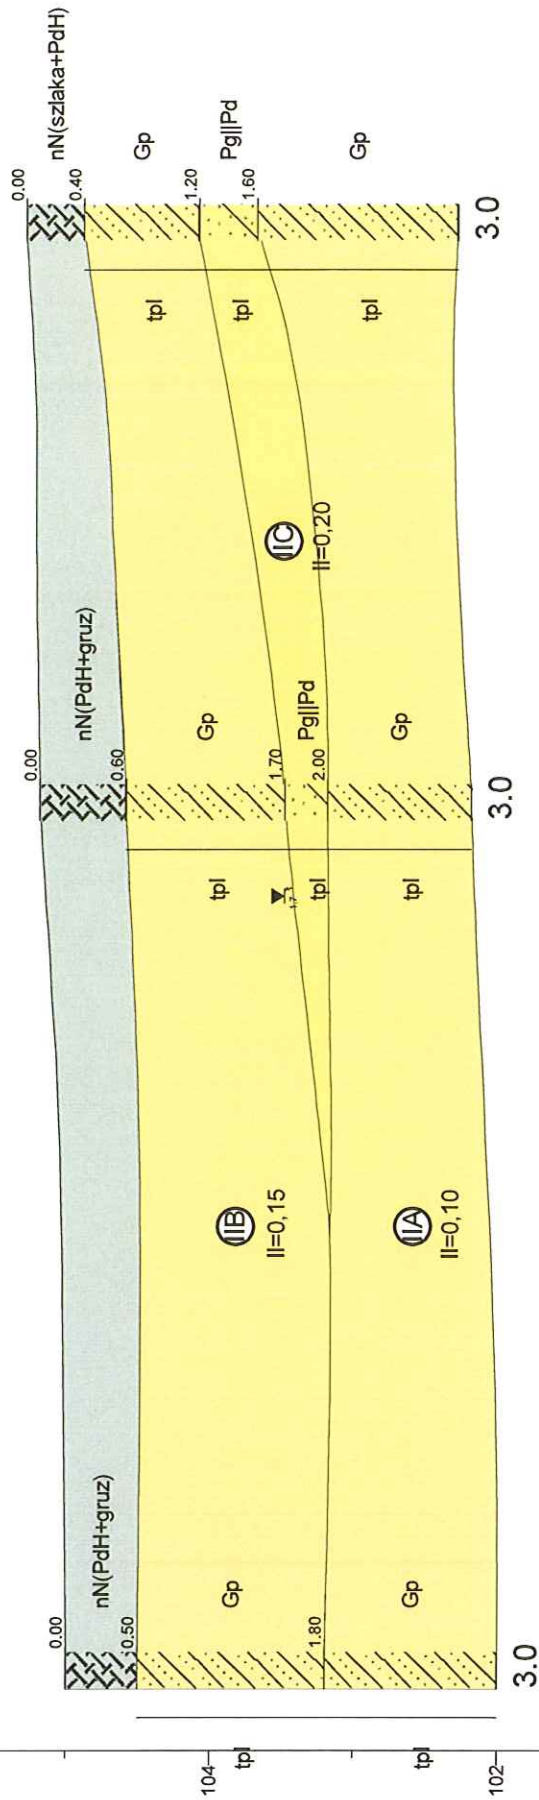 0.00
nN(szlaka+PdH)
0.40
Gp
1.20
Pg||Pd
1.60
Gp
3.0
tpl
tpl
tpl
IIC
Il=0,20
0.00
nN(PdH+gruz)
0.60
Gp
1.70
Pg||Pd
2.00
Gp
3.0
tpl
1.7
tpl
tpl
IIB
Il=0,15
IIA
Il=0,10
0.00
nN(PdH+gruz)
0.50
Gp
1.80
Gp
3.0
104
tpl
tpl
102